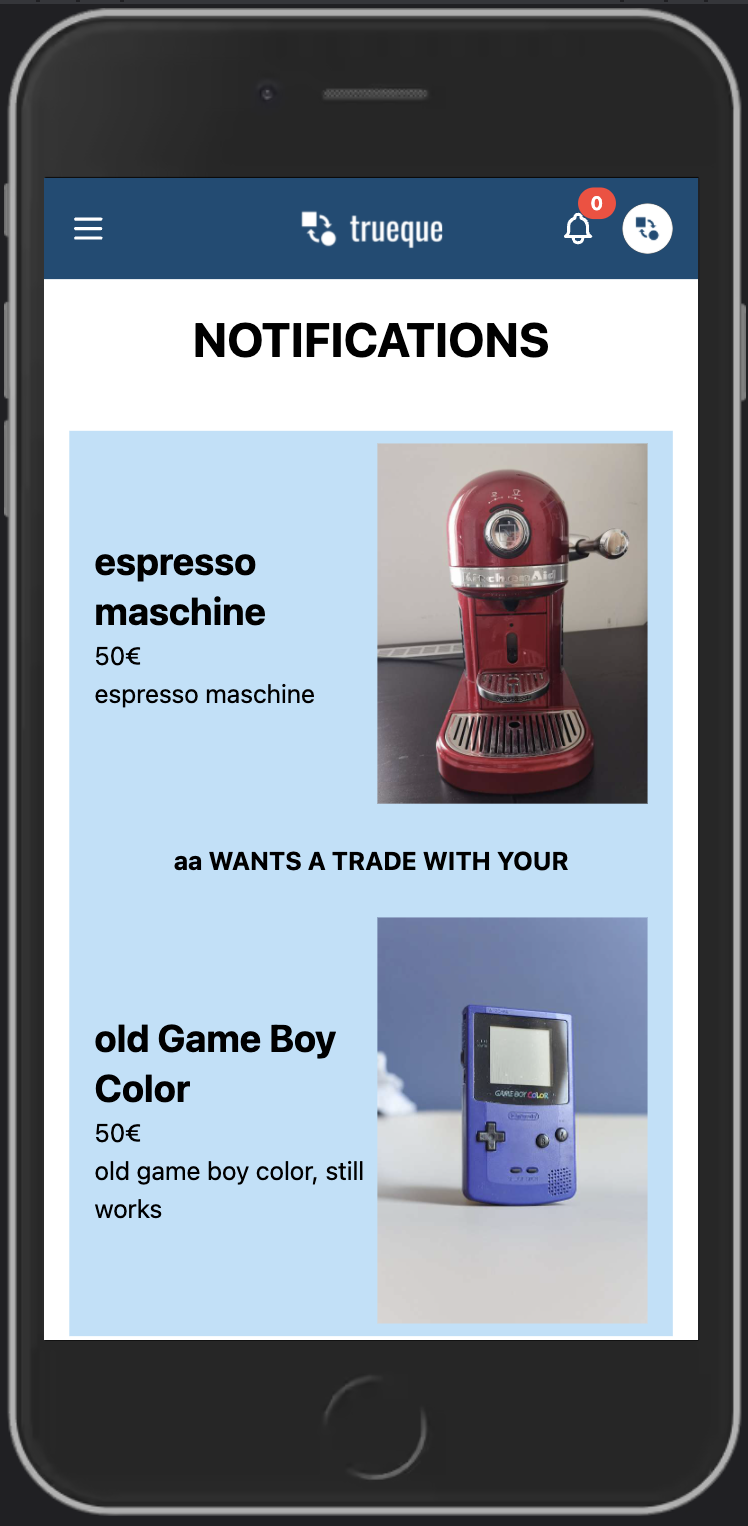 0
trueque
NOTIFICATIONS
espresso
maschine
50€
espresso maschine
KitchenAid
aa WANTS A TRADE WITH YOUR
old Game Boy
Color
50€
old game boy color, still
works
GAME BOY COLOR
Nintendo